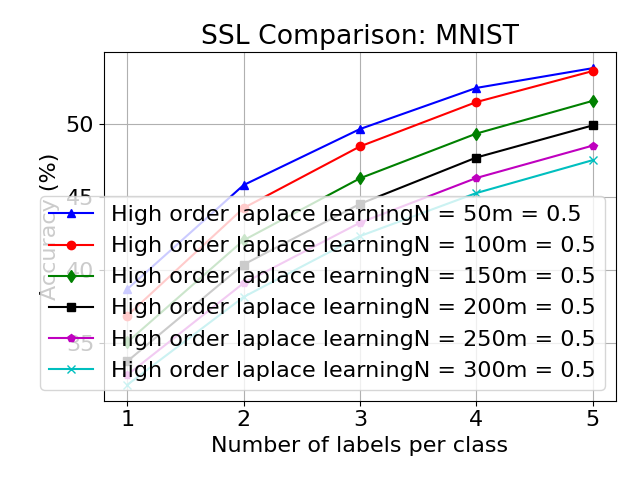 SSL Comparison: MNIST
Accuracy (%)
50
45
40
35
High order laplace learningN = 50m = 0.5
High order laplace learningN = 100m = 0.5
High order laplace learningN = 150m = 0.5
High order laplace learningN = 200m = 0.5
High order laplace learningN = 250m = 0.5
High order laplace learningN = 300m = 0.5
1 2 3 4 5
Number of labels per class